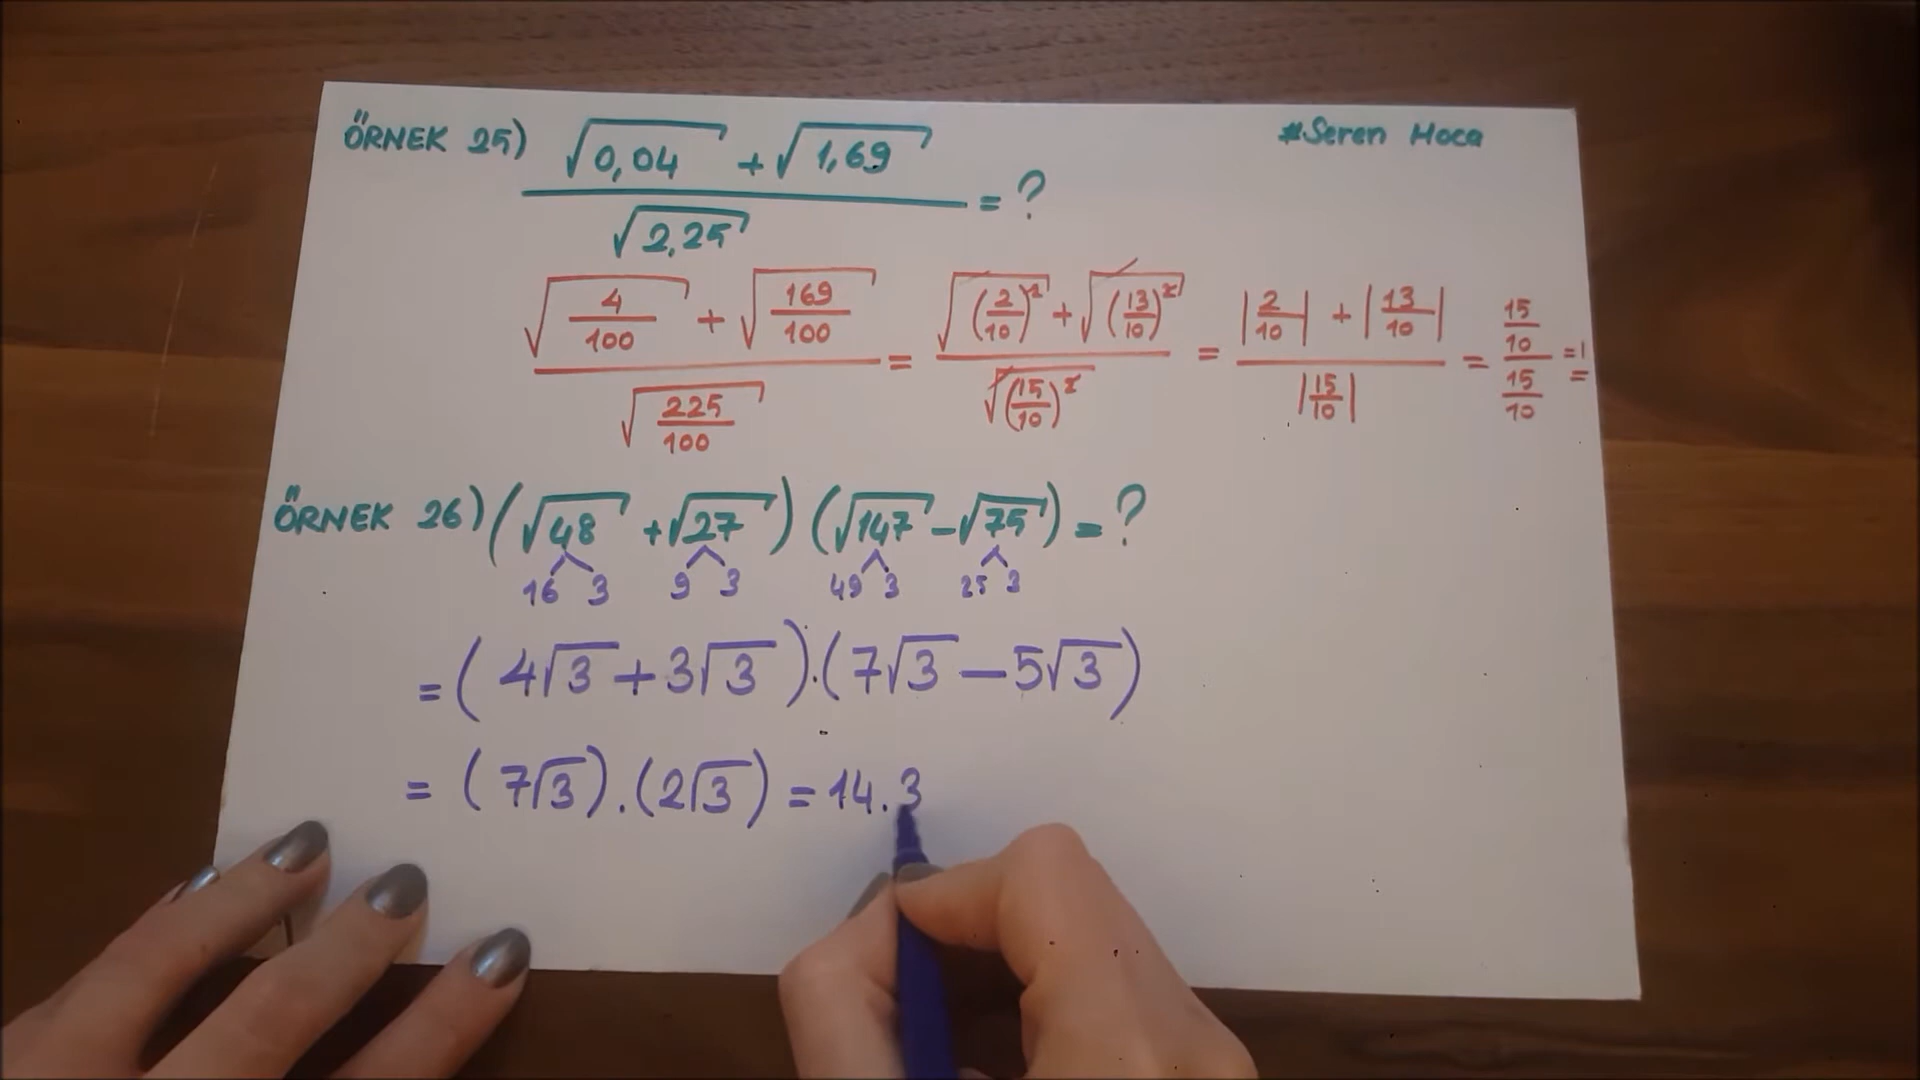 ÖRNEK 25) (√0,04 + √1,69) / √2,25 = ?
#Seren Hoca
(√(4/100) + √(169/100)) / √(225/100) = (√(2/10)² + √(13/10)²) / √(15/10)² = (|2/10| + |13/10|) / |15/10| = (15/10) / (15/10) = 1
ÖRNEK 26) (√48 + √27) (√147 - √75) = ?
16 3 9 3 49 3 25 3
= (4√3 + 3√3) . (7√3 - 5√3)
= (7√3) . (2√3) = 14.3